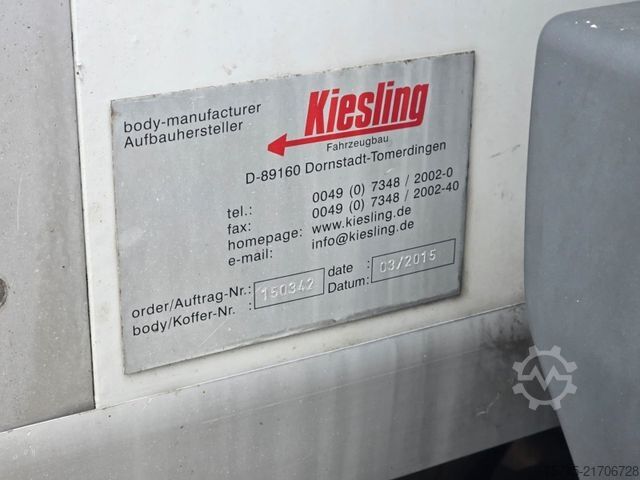 body-manufacturer
Aufbauhersteller
Kiesling
Fahrzeugbau
D-89160 Dornstadt-Tomerdingen
tel.: 0049 (0) 7348 / 2002-0
fax: 0049 (0) 7348 / 2002-40
homepage: www.kiesling.de
e-mail: info@kiesling.de
order/Auftrag-Nr.: 150342 date : 03/2015
body/Koffer-Nr. : Datum:
21706728